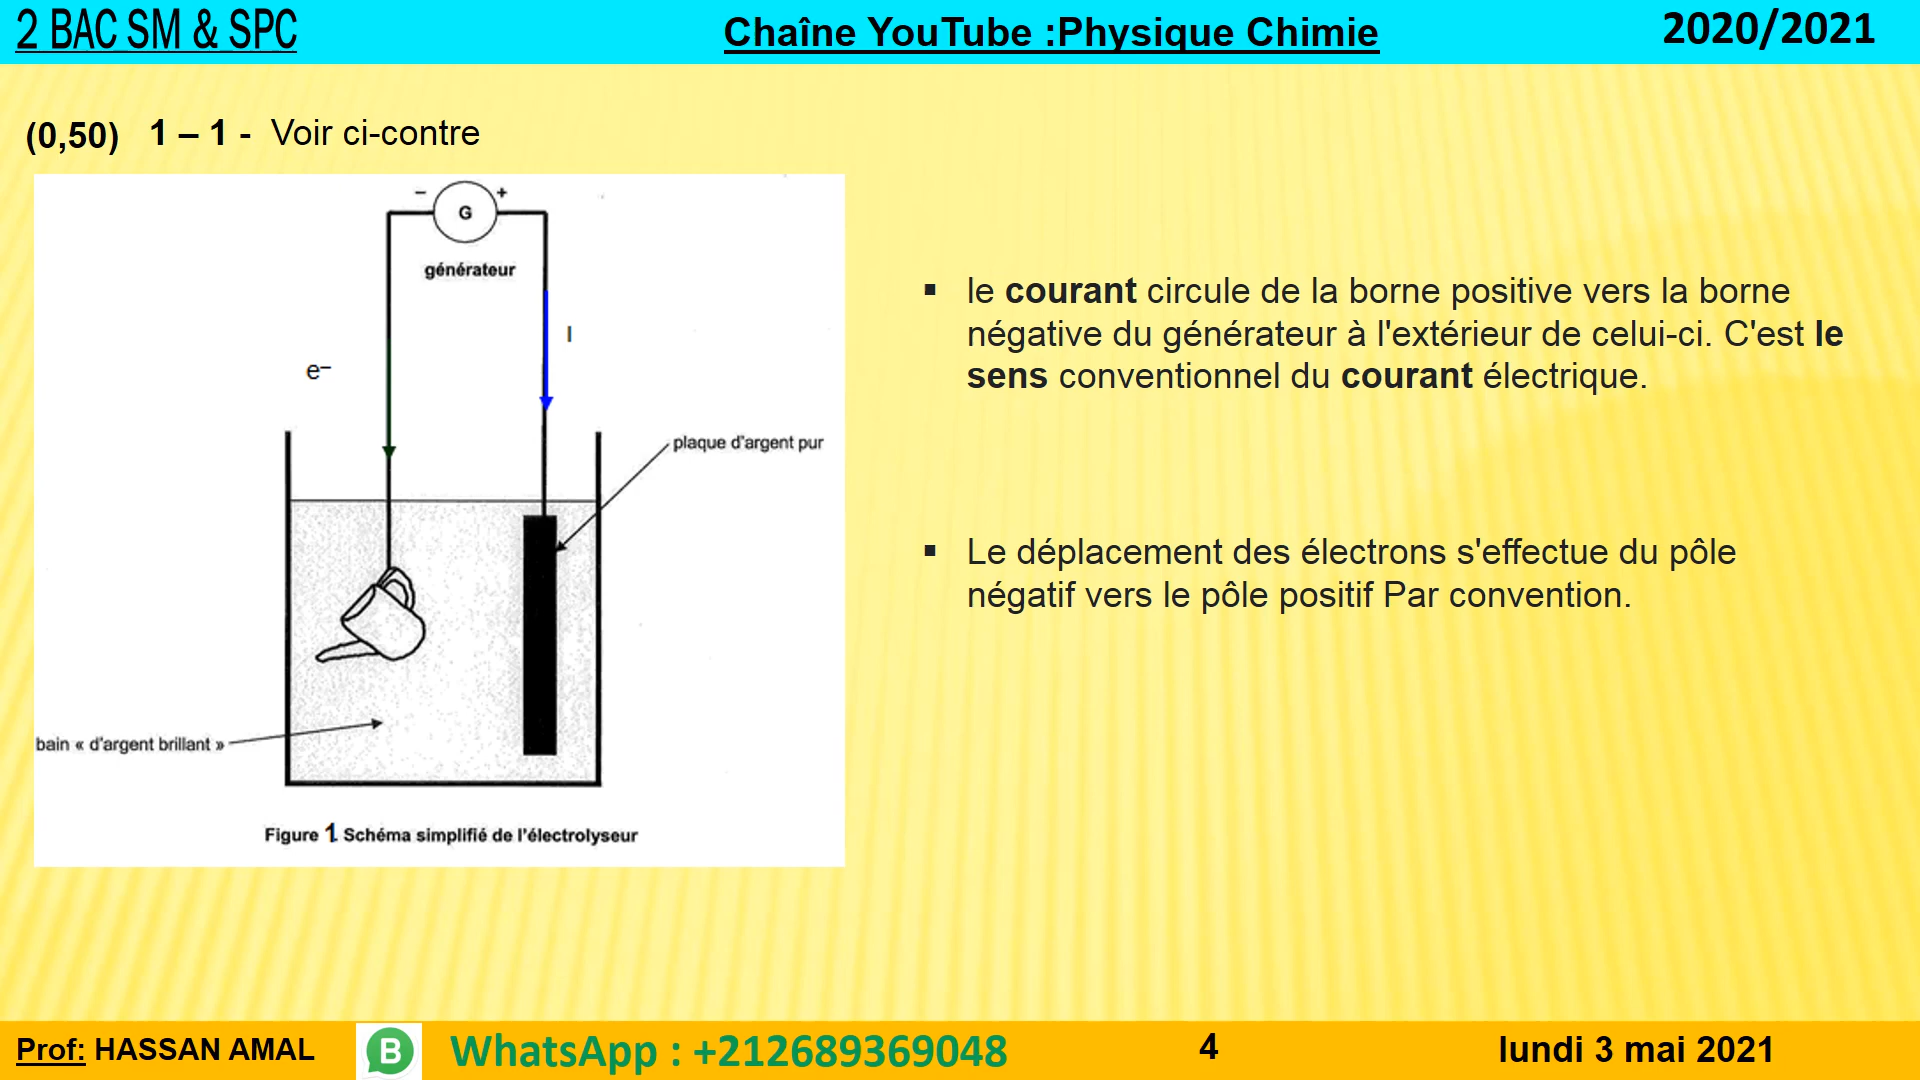 2 BAC SM & SPC
Chaîne YouTube :Physique Chimie
2020/2021
(0,50) 1 – 1 - Voir ci-contre
– G +
générateur
I
e–
plaque d'argent pur
bain « d'argent brillant »
Figure 1 Schéma simplifié de l'électrolyseur
▪ le courant circule de la borne positive vers la borne
négative du générateur à l'extérieur de celui-ci. C'est le
sens conventionnel du courant électrique.
▪ Le déplacement des électrons s'effectue du pôle
négatif vers le pôle positif Par convention.
Prof: HASSAN AMAL
B
WhatsApp : +212689369048
4
lundi 3 mai 2021